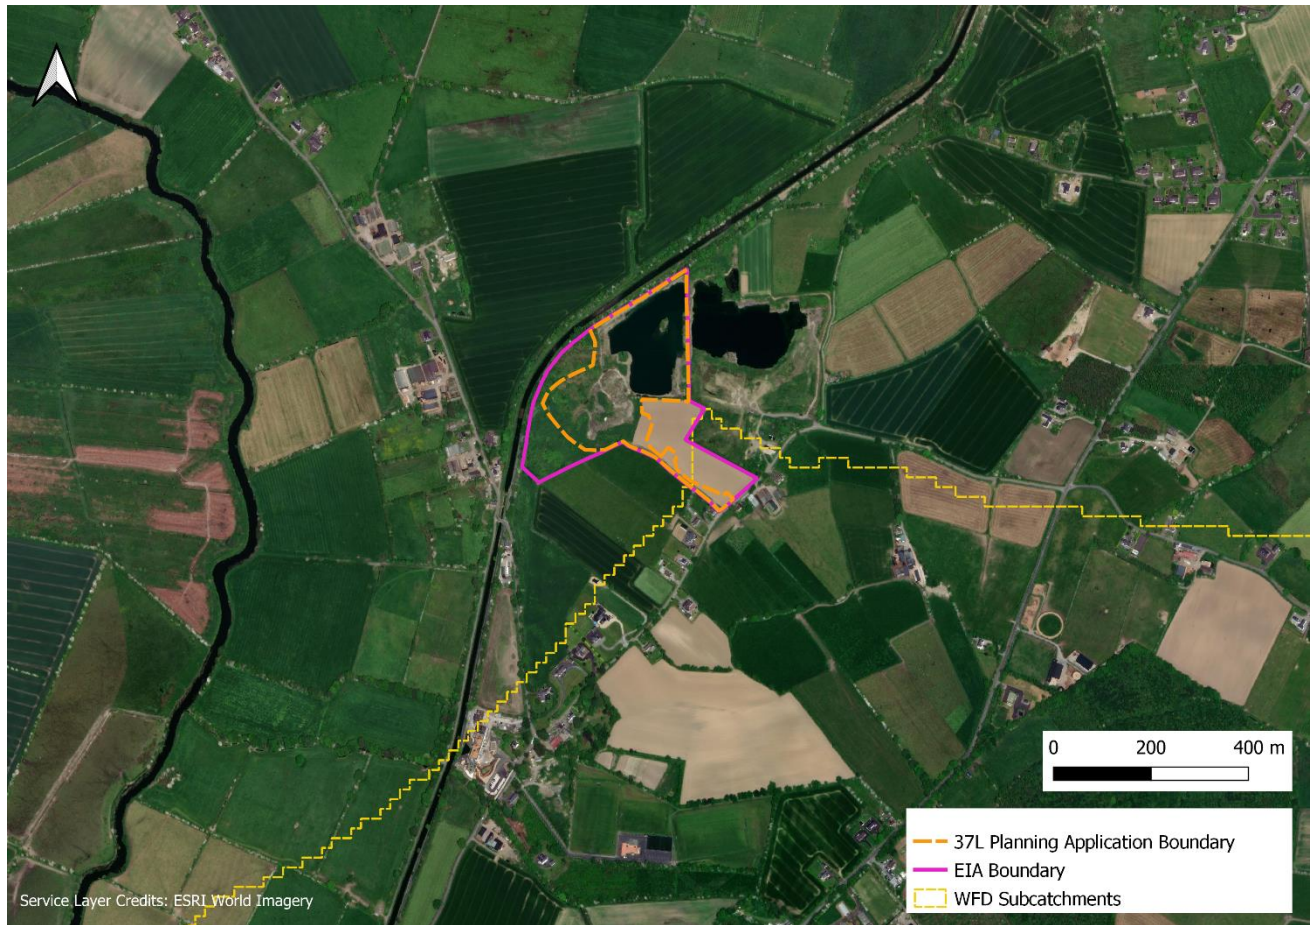 0 200 400 m
37L Planning Application Boundary
EIA Boundary
WFD Subcatchments
Service Layer Credits: ESRI World Imagery